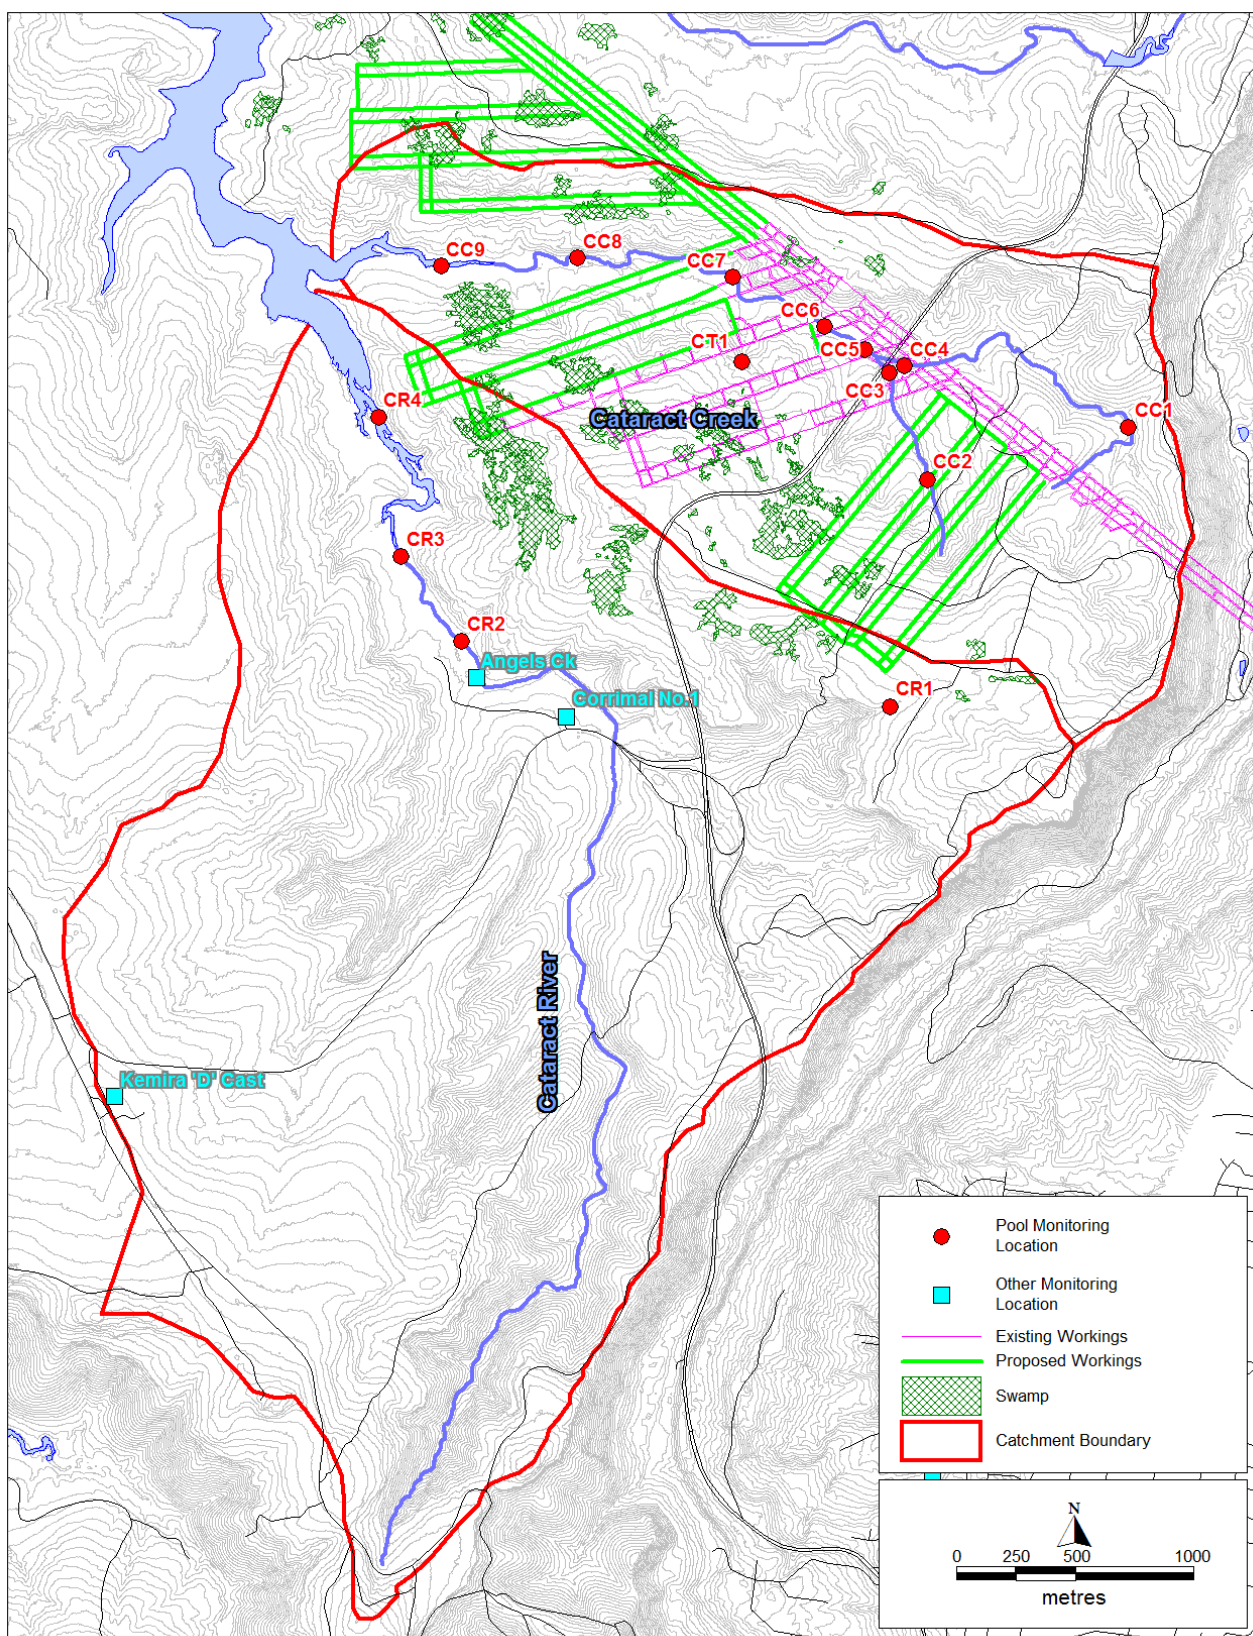 CC9
CC8
CC7
CC6
CT1
CC5
CC4
CC3
CC1
CR4
Cataract Creek
CC2
CR3
CR2
Angels Ck
Corrimal No.1
CR1
Cataract River
Kemira 'D' Cast
Pool Monitoring
Location
Other Monitoring
Location
Existing Workings
Proposed Workings
Swamp
Catchment Boundary
N
0 250 500 1000
metres